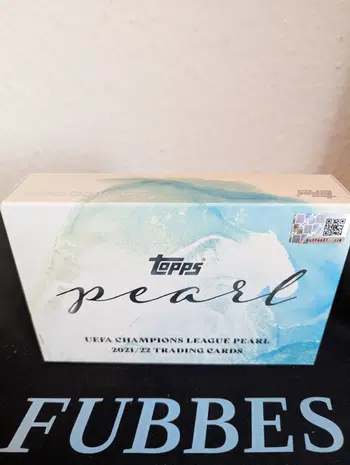 Topps
pearl
UEFA CHAMPIONS LEAGUE PEARL
2021/22 TRADING CARDS
FUBBES